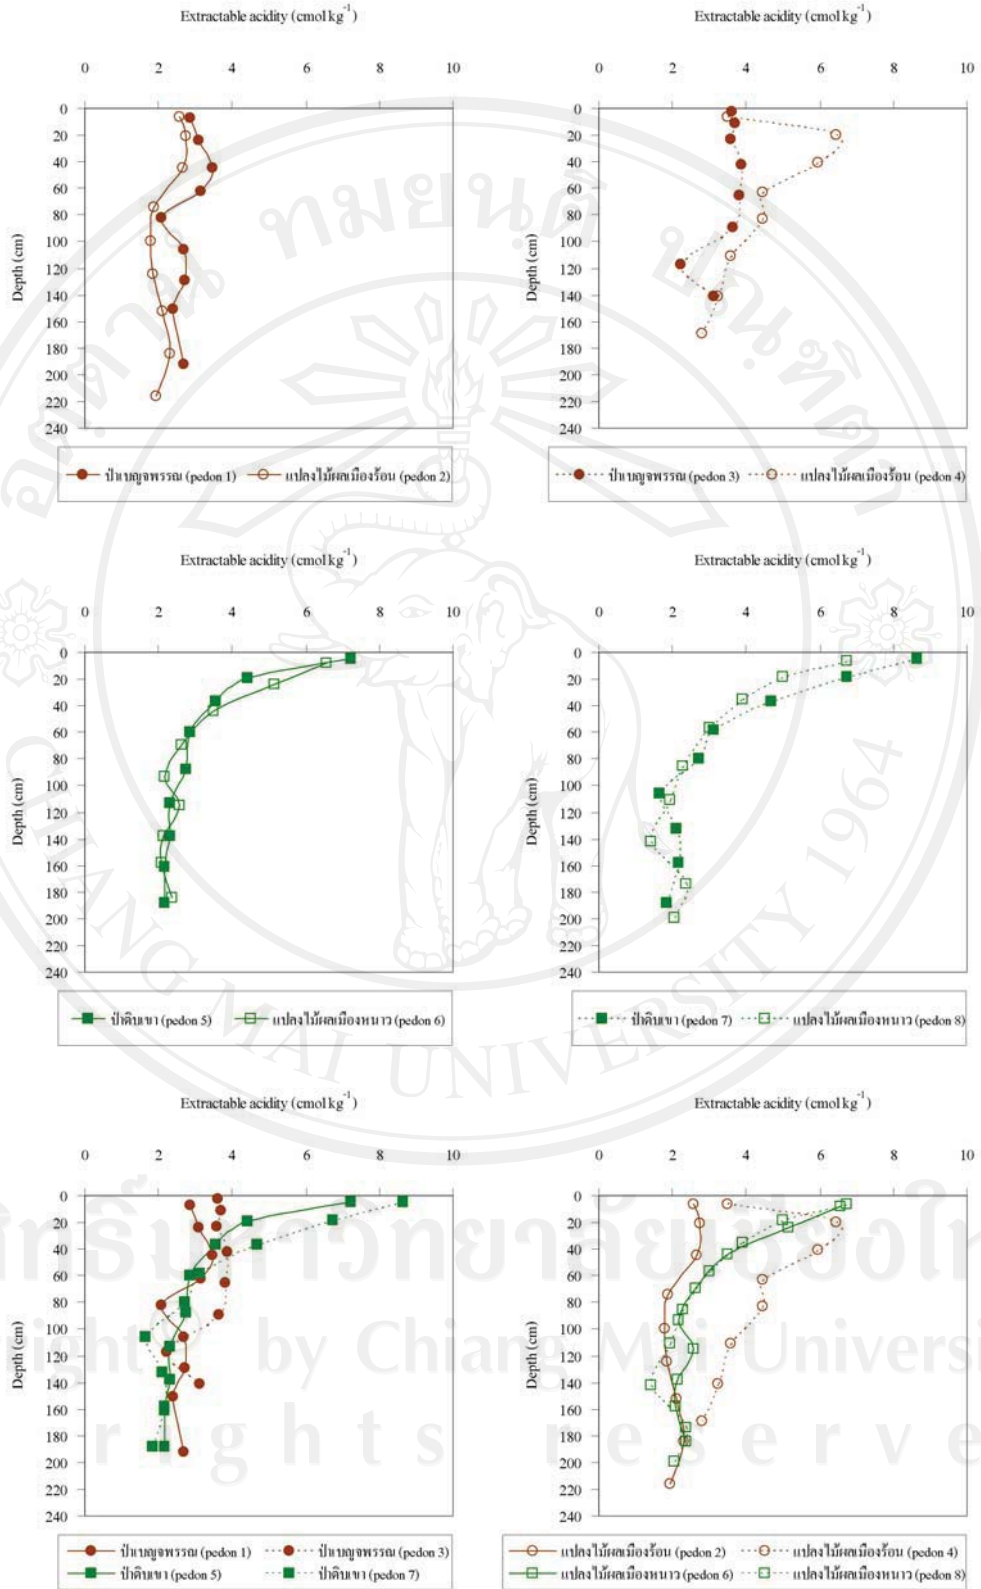 Extractable acidity (cmol kg⁻¹) Extractable acidity (cmol kg⁻¹)
0 2 4 6 8 10 0 2 4 6 8 10
0 0
20 20
40 40
60 60
80 80
100 100
120 120
140 140
160 160
180 180
200 200
220 220
240 240
Depth (cm) Depth (cm)
ป่าเบญจพรรณ (pedon 1) แปลงไม้ผลเมืองร้อน (pedon 2) ป่าเบญจพรรณ (pedon 3) แปลงไม้ผลเมืองร้อน (pedon 4)
Extractable acidity (cmol kg⁻¹) Extractable acidity (cmol kg⁻¹)
0 2 4 6 8 10 0 2 4 6 8 10
0 0
20 20
40 40
60 60
80 80
100 100
120 120
140 140
160 160
180 180
200 200
220 220
240 240
Depth (cm) Depth (cm)
ป่าดิบเขา (pedon 5) แปลงไม้ผลเมืองหนาว (pedon 6) ป่าดิบเขา (pedon 7) แปลงไม้ผลเมืองหนาว (pedon 8)
CHIANG MAI UNIVERSITY 1964
Extractable acidity (cmol kg⁻¹) Extractable acidity (cmol kg⁻¹)
0 2 4 6 8 10 0 2 4 6 8 10
0 0
20 20
40 40
60 60
80 80
100 100
120 120
140 140
160 160
180 180
200 200
220 220
240 240
Depth (cm) Depth (cm)
by Chiang Mai Univers
rights reserve
ป่าเบญจพรรณ (pedon 1) ป่าเบญจพรรณ (pedon 3) แปลงไม้ผลเมืองร้อน (pedon 2) แปลงไม้ผลเมืองร้อน (pedon 4)
ป่าดิบเขา (pedon 5) ป่าดิบเขา (pedon 7) แปลงไม้ผลเมืองหนาว (pedon 6) แปลงไม้ผลเมืองหนาว (pedon 8)